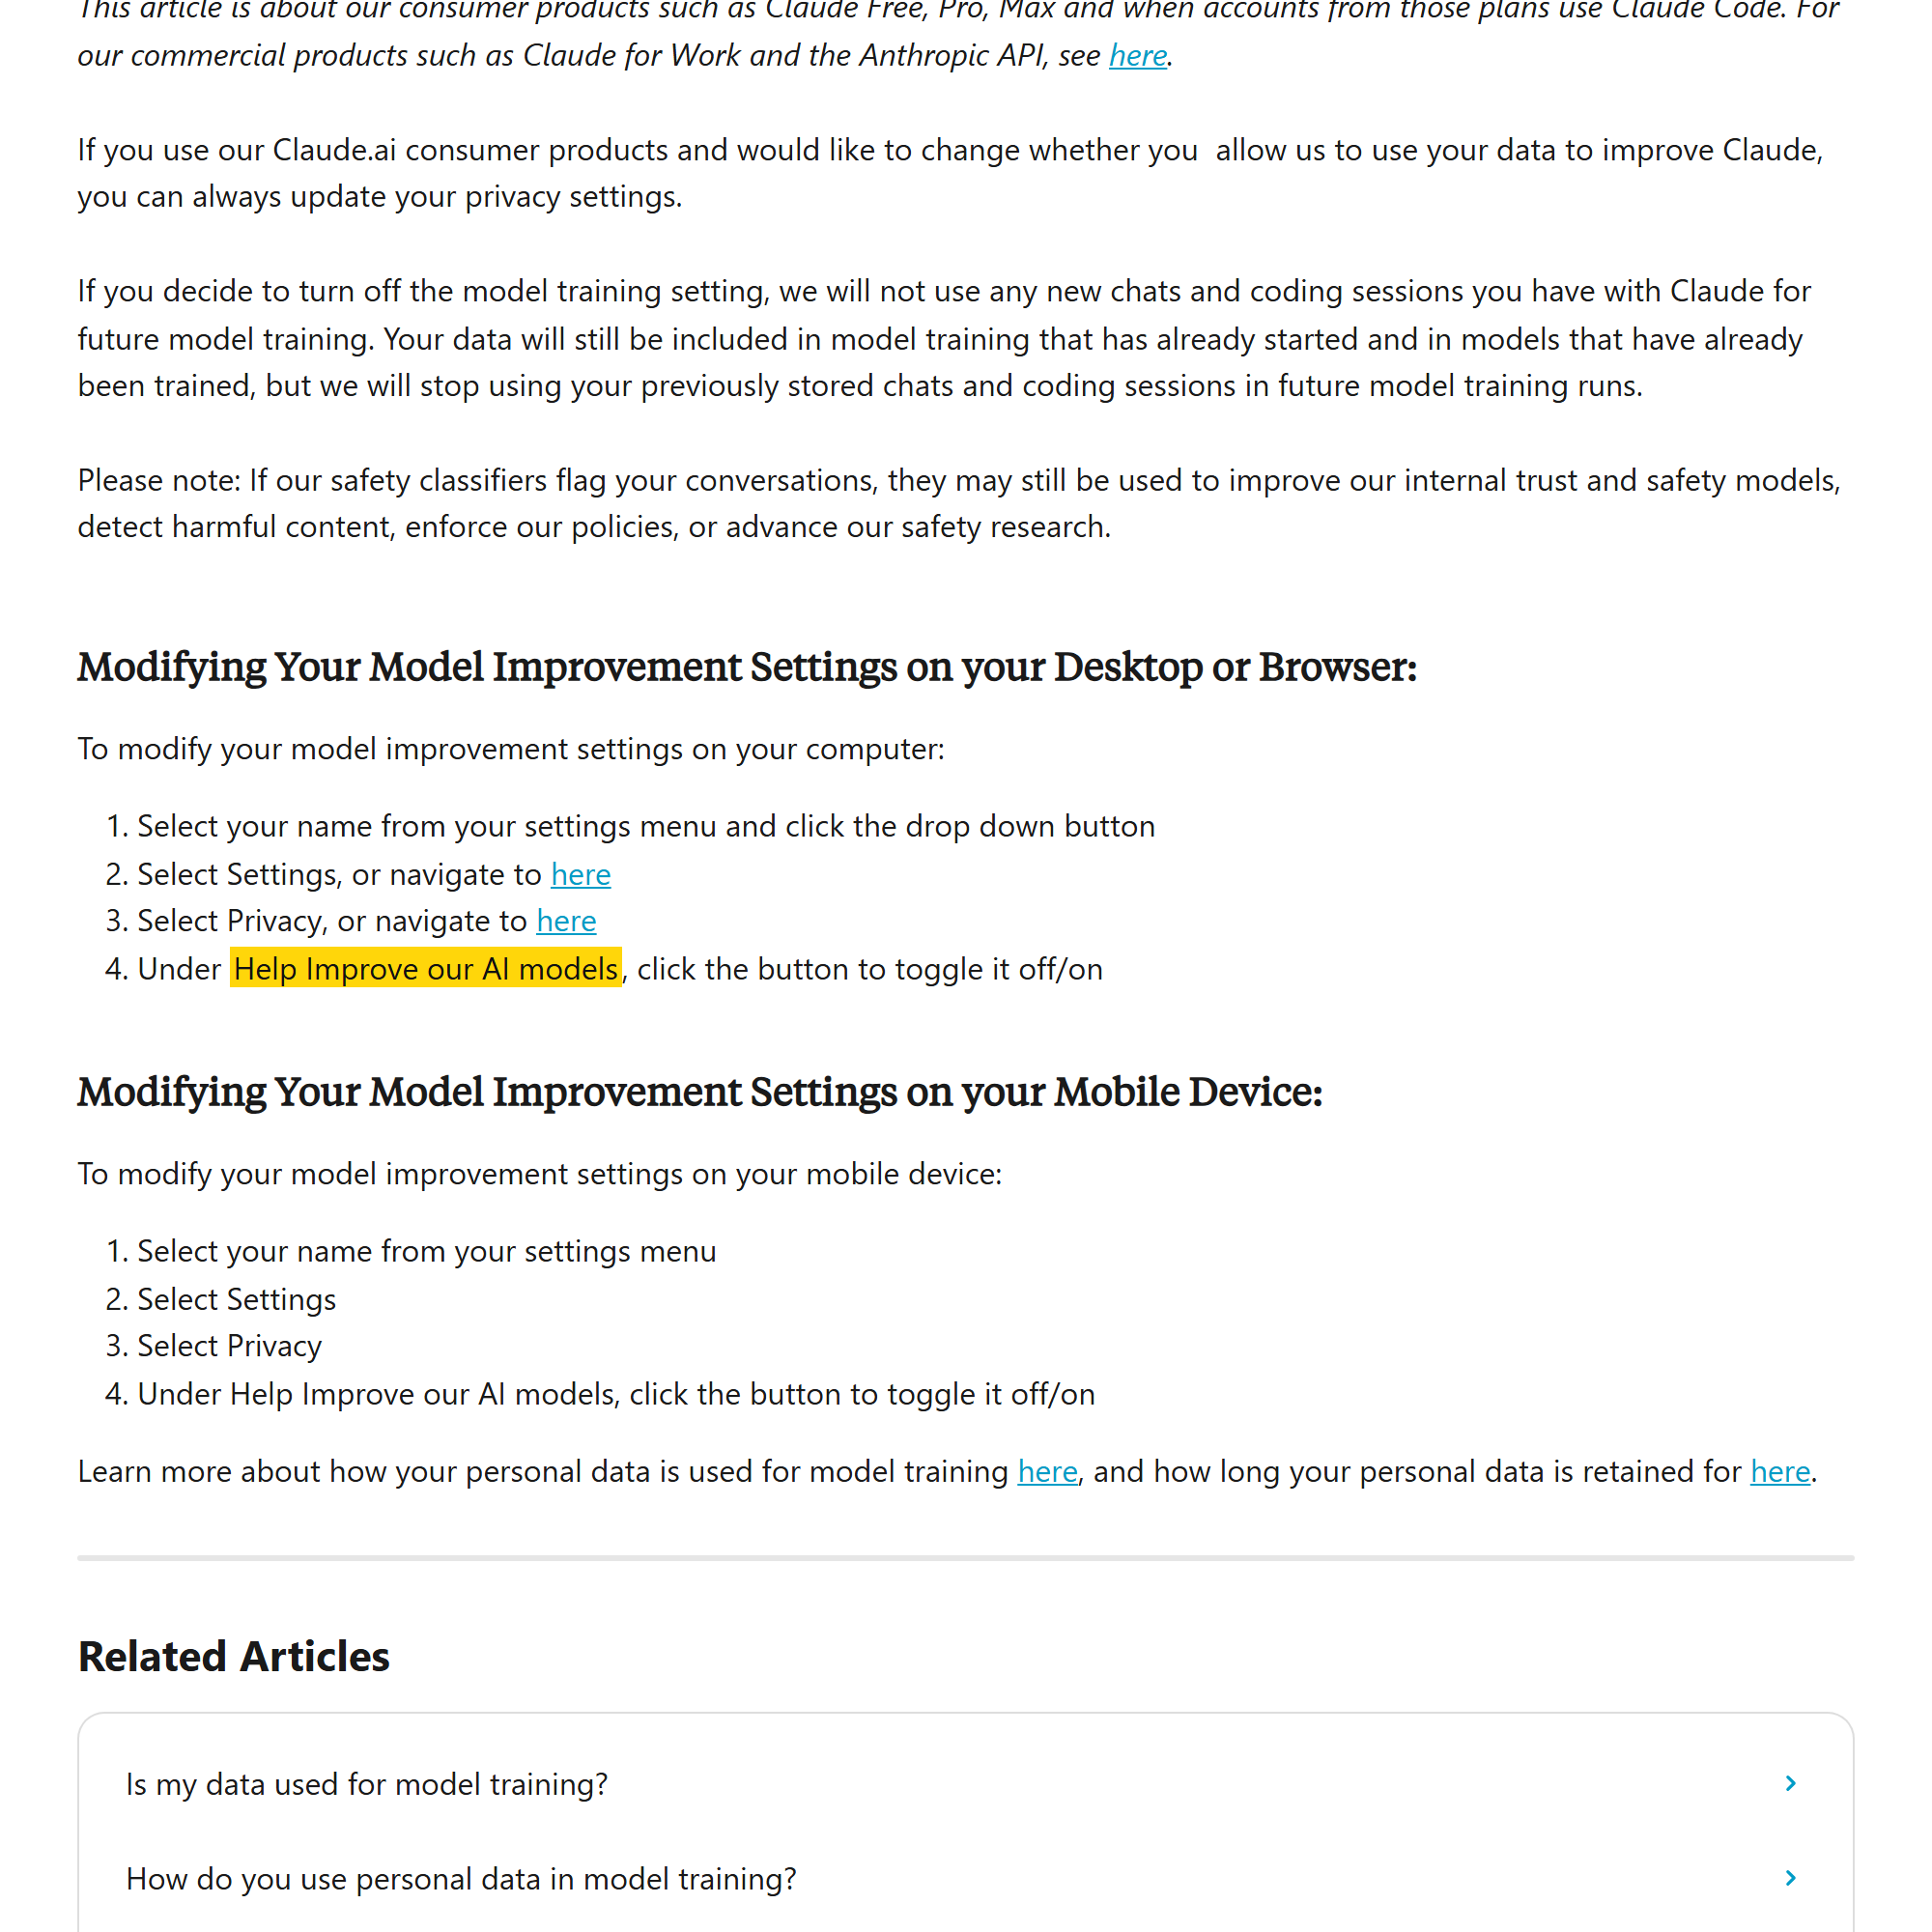 This article is about our consumer products such as Claude Free, Pro, Max and when accounts from those plans use Claude Code. For
our commercial products such as Claude for Work and the Anthropic API, see here.
If you use our Claude.ai consumer products and would like to change whether you  allow us to use your data to improve Claude,
you can always update your privacy settings.
If you decide to turn off the model training setting, we will not use any new chats and coding sessions you have with Claude for
future model training. Your data will still be included in model training that has already started and in models that have already
been trained, but we will stop using your previously stored chats and coding sessions in future model training runs.
Please note: If our safety classifiers flag your conversations, they may still be used to improve our internal trust and safety models,
detect harmful content, enforce our policies, or advance our safety research.
Modifying Your Model Improvement Settings on your Desktop or Browser:
To modify your model improvement settings on your computer:
1. Select your name from your settings menu and click the drop down button
2. Select Settings, or navigate to here
3. Select Privacy, or navigate to here
4. Under Help Improve our AI models, click the button to toggle it off/on
Modifying Your Model Improvement Settings on your Mobile Device:
To modify your model improvement settings on your mobile device:
1. Select your name from your settings menu
2. Select Settings
3. Select Privacy
4. Under Help Improve our AI models, click the button to toggle it off/on
Learn more about how your personal data is used for model training here, and how long your personal data is retained for here.
Related Articles
Is my data used for model training?
How do you use personal data in model training?